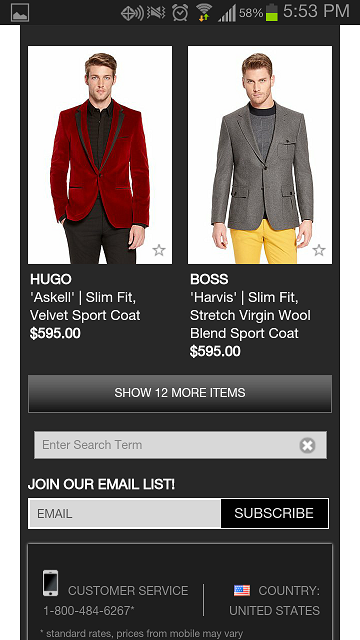 58% 5:53 PM
HUGO
'Askell' | Slim Fit,
Velvet Sport Coat
$595.00
BOSS
'Harvis' | Slim Fit,
Stretch Virgin Wool
Blend Sport Coat
$595.00
SHOW 12 MORE ITEMS
Enter Search Term
JOIN OUR EMAIL LIST!
EMAIL SUBSCRIBE
CUSTOMER SERVICE
1-800-484-6267*
COUNTRY:
UNITED STATES
* standard rates, prices from mobile may vary